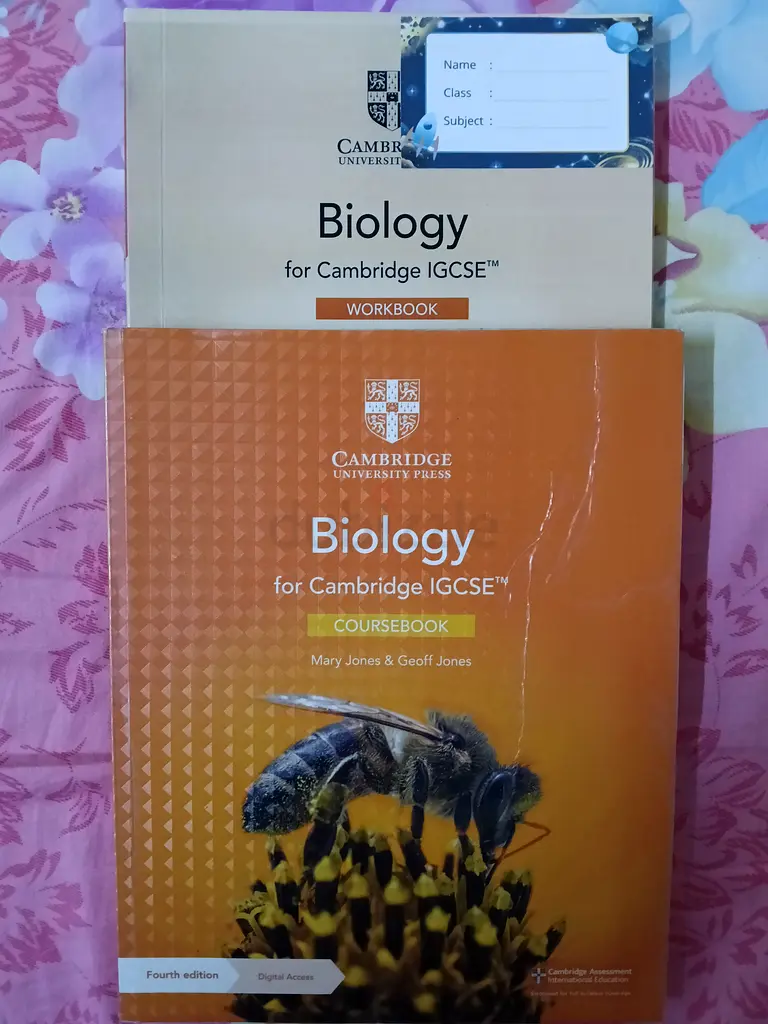 Name :
Class :
Subject :
CAMBR
UNIVERSIT
Biology
for Cambridge IGCSE™
WORKBOOK
CAMBRIDGE
UNIVERSITY PRESS
Biology
for Cambridge IGCSE™
COURSEBOOK
Mary Jones & Geoff Jones
Fourth edition
Digital Access
Cambridge Assessment
International Education